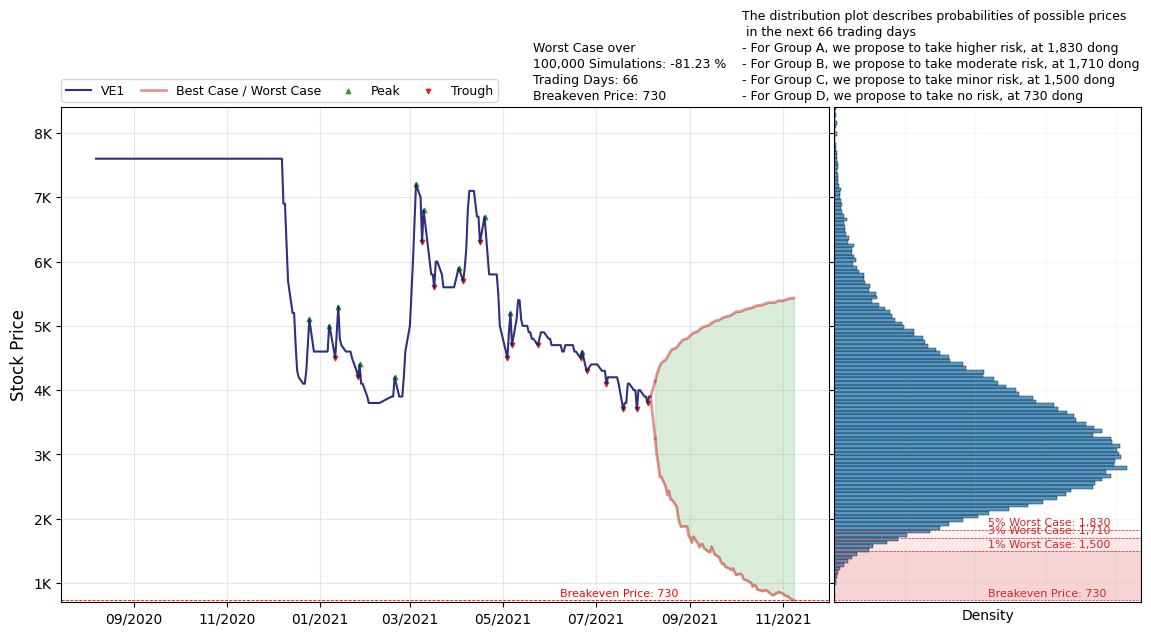 The distribution plot describes probabilities of possible prices
in the next 66 trading days
Worst Case over
- For Group A, we propose to take higher risk, at 1,830 dong
100,000 Simulations: -81.23 %
- For Group B, we propose to take moderate risk, at 1,710 dong
Trading Days: 66
- For Group C, we propose to take minor risk, at 1,500 dong
Breakeven Price: 730
- For Group D, we propose to take no risk, at 730 dong
VE1 Best Case / Worst Case Peak Trough
Stock Price
8K
7K
6K
5K
4K
3K
2K
1K
5% Worst Case: 1,830
3% Worst Case: 1,710
1% Worst Case: 1,500
Breakeven Price: 730
Breakeven Price: 730
09/2020 11/2020 01/2021 03/2021 05/2021 07/2021 09/2021 11/2021
Density